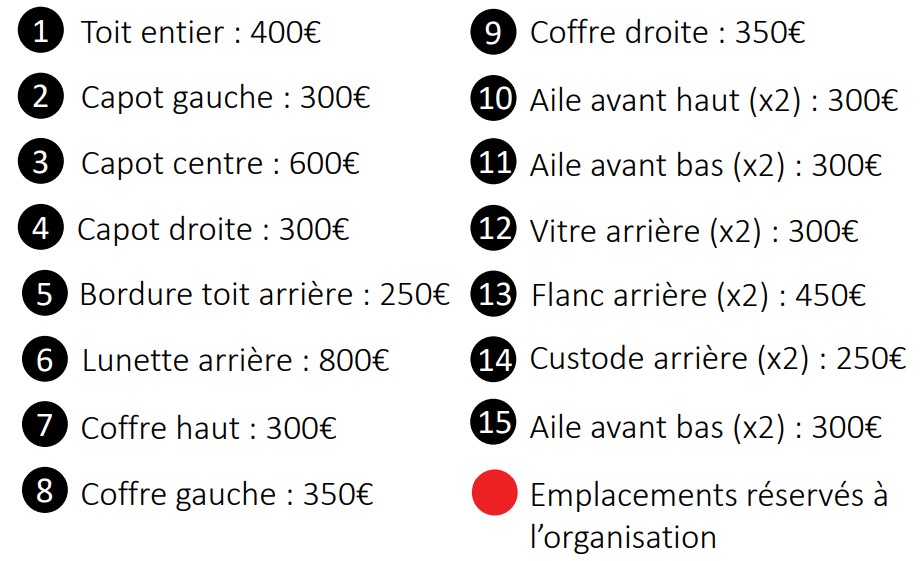 1 Toit entier : 400€
2 Capot gauche : 300€
3 Capot centre : 600€
4 Capot droite : 300€
5 Bordure toit arrière : 250€
6 Lunette arrière : 800€
7 Coffre haut : 300€
8 Coffre gauche : 350€
9 Coffre droite : 350€
10 Aile avant haut (x2) : 300€
11 Aile avant bas (x2) : 300€
12 Vitre arrière (x2) : 300€
13 Flanc arrière (x2) : 450€
14 Custode arrière (x2) : 250€
15 Aile avant bas (x2) : 300€
Emplacements réservés à
l’organisation